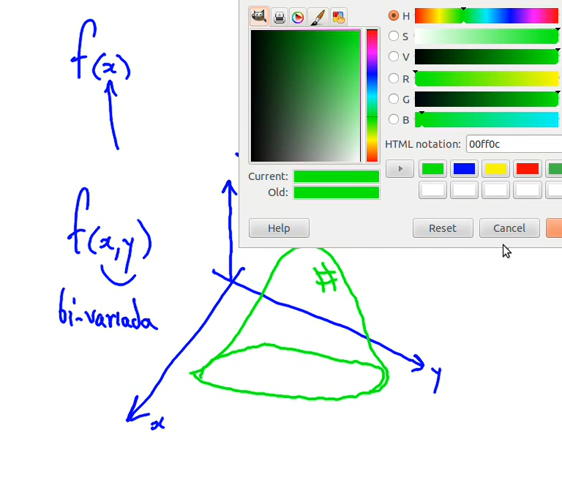 f(x)
H
S
V
R
G
B
HTML notation: 00ff0c
Current:
Old:
Help Reset Cancel
f(x,y)
bi-variada
#
y
x